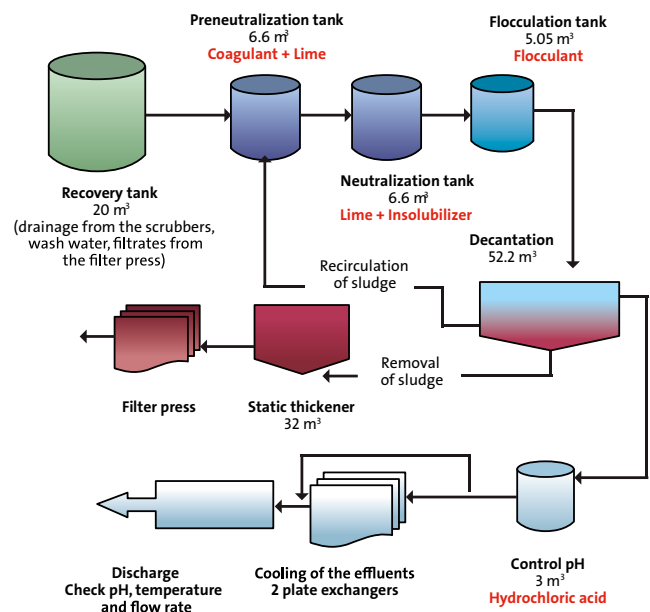 Preneutralization tank
6.6 m³
Coagulant + Lime
Flocculation tank
5.05 m³
Flocculant
Recovery tank
20 m³
(drainage from the scrubbers,
wash water, filtrates from
the filter press)
Neutralization tank
6.6 m³
Lime + Insolubilizer
Decantation
52.2 m³
Recirculation
of sludge
Removal
of sludge
Filter press
Static thickener
32 m³
Discharge
Check pH, temperature
and flow rate
Cooling of the effluents
2 plate exchangers
Control pH
3 m³
Hydrochloric acid